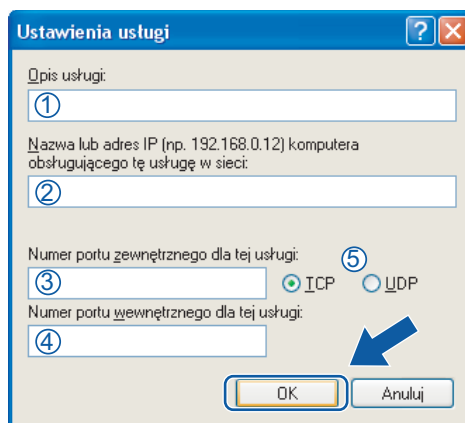 Ustawienia usługi
Opis usługi:
①
Nazwa lub adres IP (np. 192.168.0.12) komputera
obsługującego tę usługę w sieci:
②
Numer portu zewnętrznego dla tej usługi:
⑤
③ TCP UDP
Numer portu wewnętrznego dla tej usługi:
④
OK Anuluj